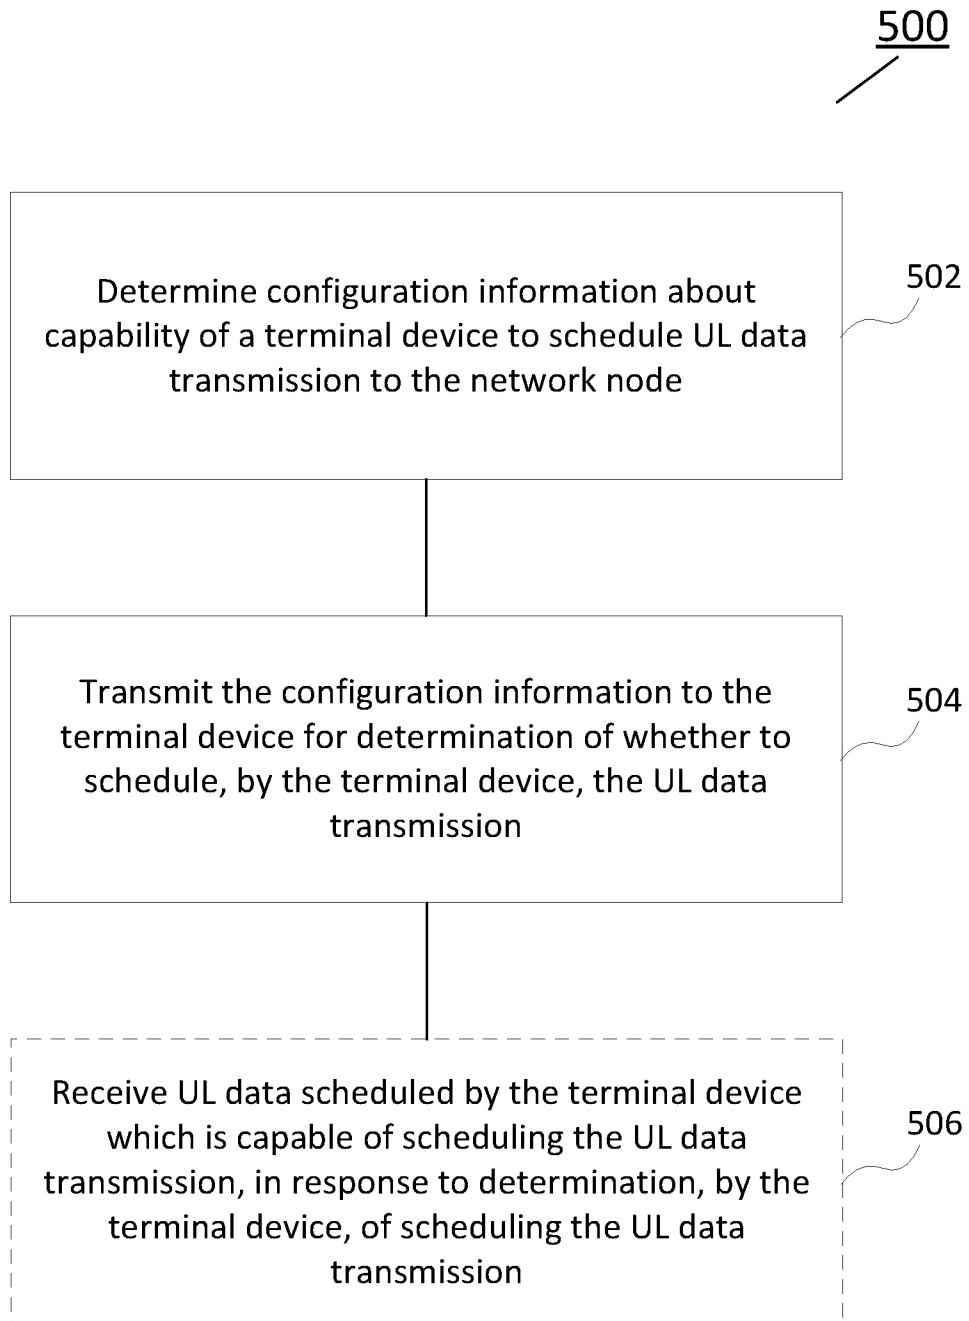 500
Determine configuration information about
capability of a terminal device to schedule UL data
transmission to the network node
502
Transmit the configuration information to the
terminal device for determination of whether to
schedule, by the terminal device, the UL data
transmission
504
Receive UL data scheduled by the terminal device
which is capable of scheduling the UL data
transmission, in response to determination, by the
terminal device, of scheduling the UL data
transmission
506